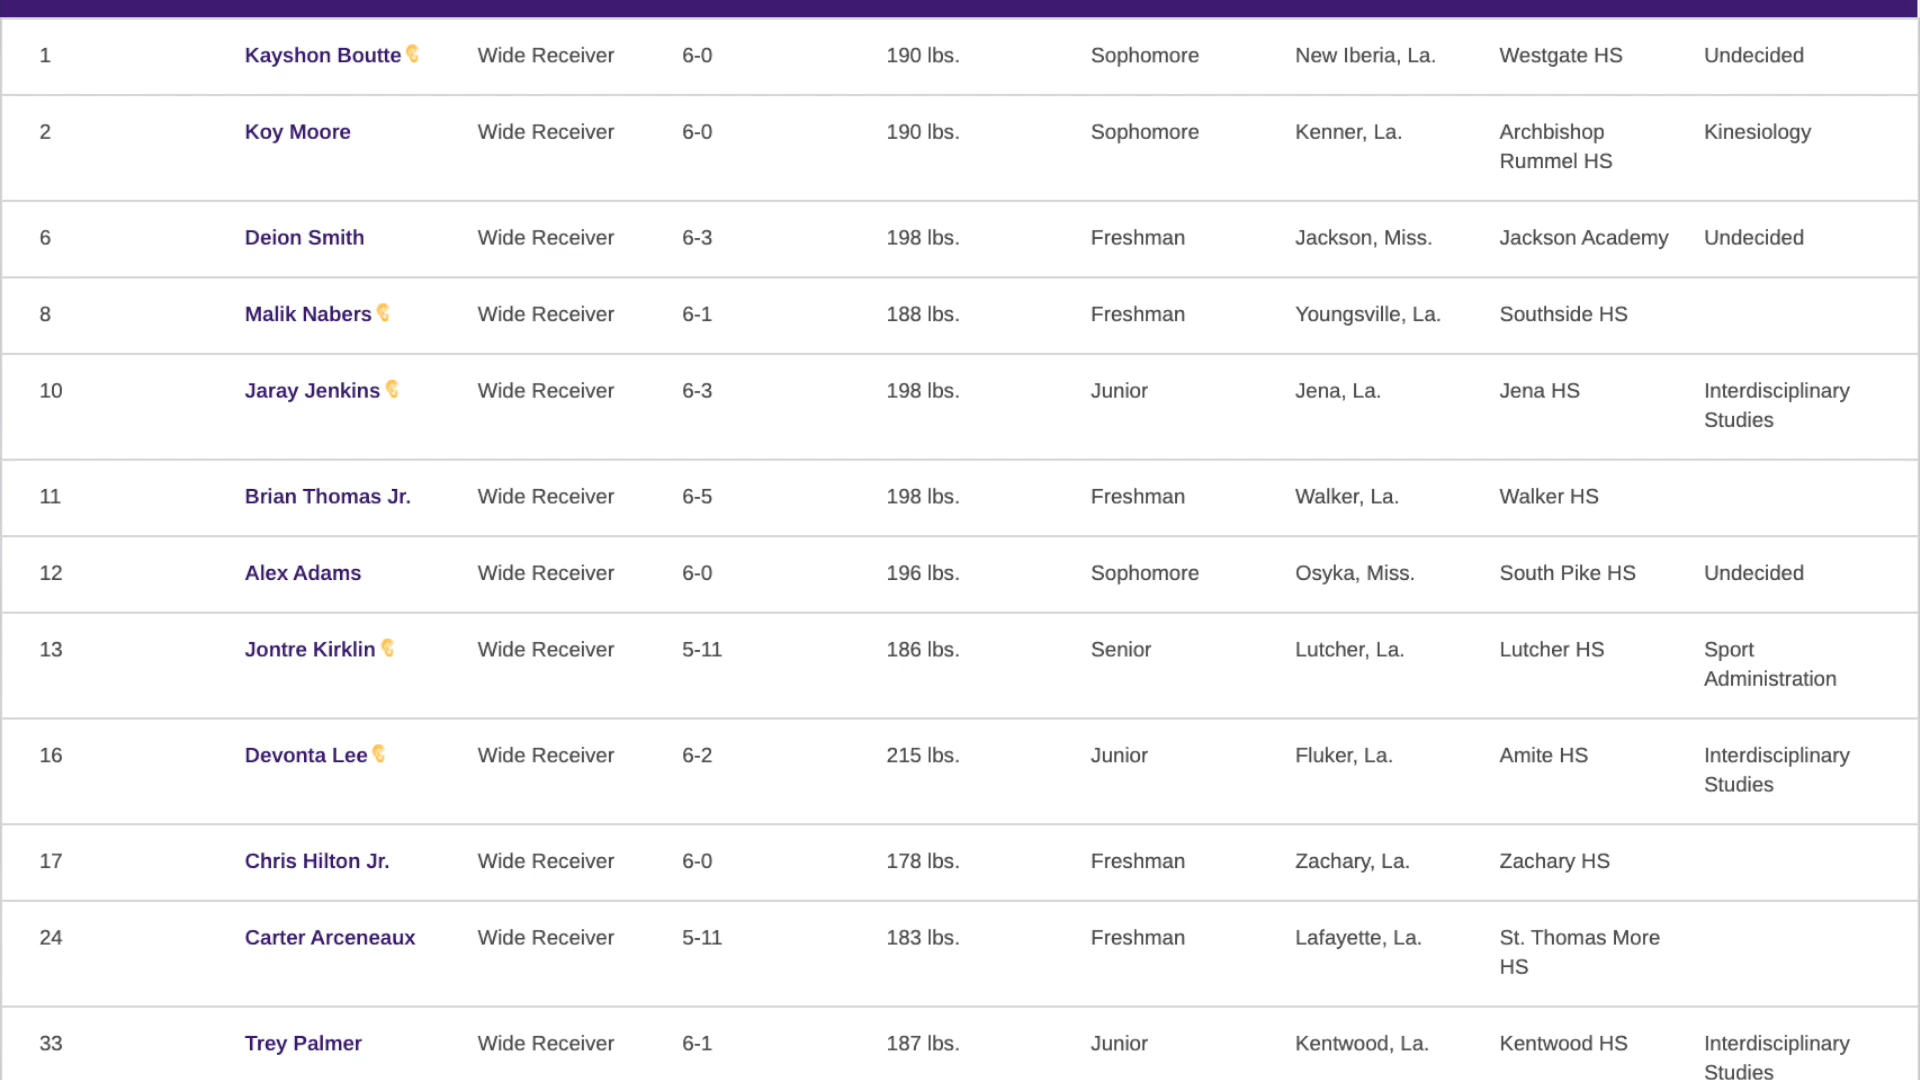 1 Kayshon Boutte Wide Receiver 6-0 190 lbs. Sophomore New Iberia, La. Westgate HS Undecided
2 Koy Moore Wide Receiver 6-0 190 lbs. Sophomore Kenner, La. Archbishop Kinesiology
Rummel HS
6 Deion Smith Wide Receiver 6-3 198 lbs. Freshman Jackson, Miss. Jackson Academy Undecided
8 Malik Nabers Wide Receiver 6-1 188 lbs. Freshman Youngsville, La. Southside HS
10 Jaray Jenkins Wide Receiver 6-3 198 lbs. Junior Jena, La. Jena HS Interdisciplinary
Studies
11 Brian Thomas Jr. Wide Receiver 6-5 198 lbs. Freshman Walker, La. Walker HS
12 Alex Adams Wide Receiver 6-0 196 lbs. Sophomore Osyka, Miss. South Pike HS Undecided
13 Jontre Kirklin Wide Receiver 5-11 186 lbs. Senior Lutcher, La. Lutcher HS Sport
Administration
16 Devonta Lee Wide Receiver 6-2 215 lbs. Junior Fluker, La. Amite HS Interdisciplinary
Studies
17 Chris Hilton Jr. Wide Receiver 6-0 178 lbs. Freshman Zachary, La. Zachary HS
24 Carter Arceneaux Wide Receiver 5-11 183 lbs. Freshman Lafayette, La. St. Thomas More
HS
33 Trey Palmer Wide Receiver 6-1 187 lbs. Junior Kentwood, La. Kentwood HS Interdisciplinary
Studies